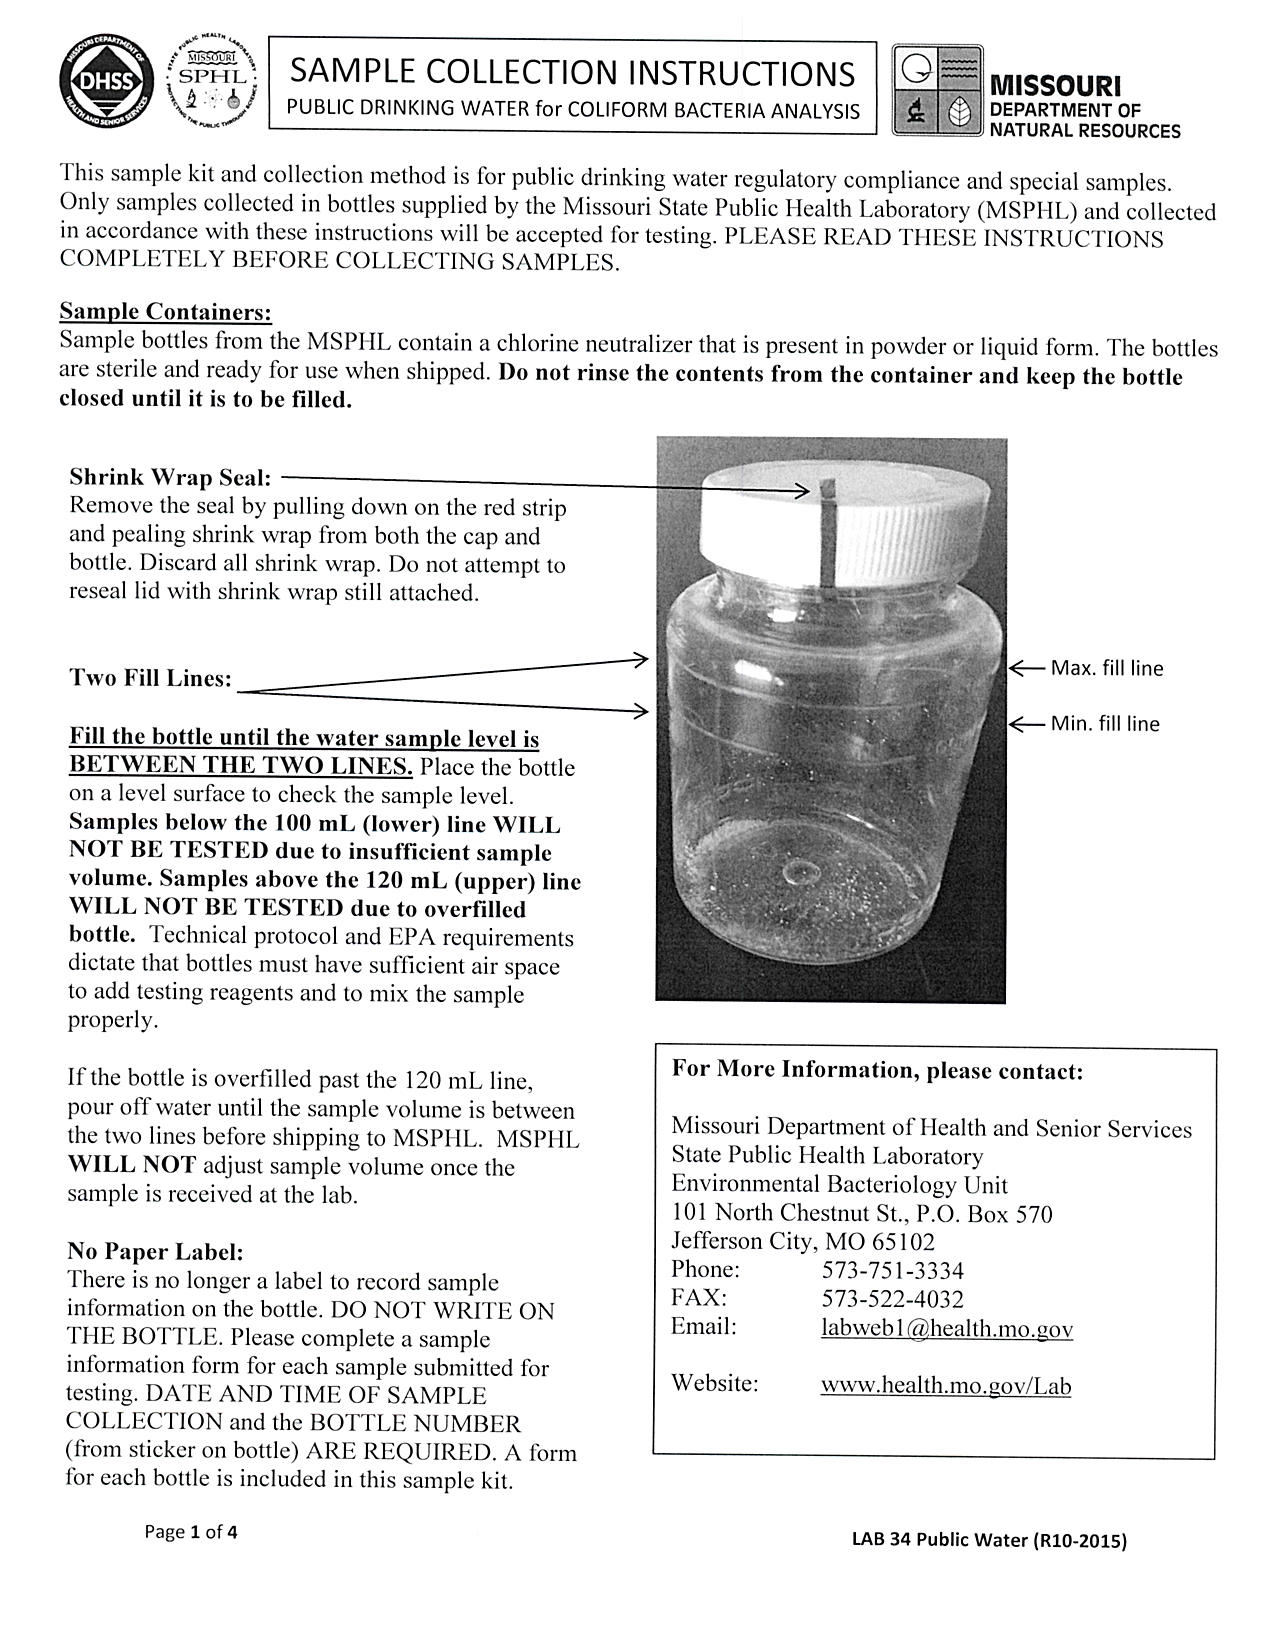 MISSOURI DEPARTMENT OF
DHSS
HEALTH AND SENIOR SERVICES
STATE PUBLIC HEALTH LABORATORY
MISSOURI
SPHL
PROTECTING THE PUBLIC THROUGH SCIENCE
SAMPLE COLLECTION INSTRUCTIONS
PUBLIC DRINKING WATER for COLIFORM BACTERIA ANALYSIS
MISSOURI
DEPARTMENT OF
NATURAL RESOURCES
This sample kit and collection method is for public drinking water regulatory compliance and special samples.
Only samples collected in bottles supplied by the Missouri State Public Health Laboratory (MSPHL) and collected
in accordance with these instructions will be accepted for testing. PLEASE READ THESE INSTRUCTIONS
COMPLETELY BEFORE COLLECTING SAMPLES.
Sample Containers:
Sample bottles from the MSPHL contain a chlorine neutralizer that is present in powder or liquid form. The bottles
are sterile and ready for use when shipped. Do not rinse the contents from the container and keep the bottle
closed until it is to be filled.
Shrink Wrap Seal:
Remove the seal by pulling down on the red strip
and pealing shrink wrap from both the cap and
bottle. Discard all shrink wrap. Do not attempt to
reseal lid with shrink wrap still attached.
Two Fill Lines:
Max. fill line
Min. fill line
Fill the bottle until the water sample level is
BETWEEN THE TWO LINES. Place the bottle
on a level surface to check the sample level.
Samples below the 100 mL (lower) line WILL
NOT BE TESTED due to insufficient sample
volume. Samples above the 120 mL (upper) line
WILL NOT BE TESTED due to overfilled
bottle. Technical protocol and EPA requirements
dictate that bottles must have sufficient air space
to add testing reagents and to mix the sample
properly.
If the bottle is overfilled past the 120 mL line,
pour off water until the sample volume is between
the two lines before shipping to MSPHL. MSPHL
WILL NOT adjust sample volume once the
sample is received at the lab.
No Paper Label:
There is no longer a label to record sample
information on the bottle. DO NOT WRITE ON
THE BOTTLE. Please complete a sample
information form for each sample submitted for
testing. DATE AND TIME OF SAMPLE
COLLECTION and the BOTTLE NUMBER
(from sticker on bottle) ARE REQUIRED. A form
for each bottle is included in this sample kit.
For More Information, please contact:
Missouri Department of Health and Senior Services
State Public Health Laboratory
Environmental Bacteriology Unit
101 North Chestnut St., P.O. Box 570
Jefferson City, MO 65102
Phone: 573-751-3334
FAX: 573-522-4032
Email: labweb1@health.mo.gov
Website: www.health.mo.gov/Lab
Page 1 of 4
LAB 34 Public Water (R10-2015)